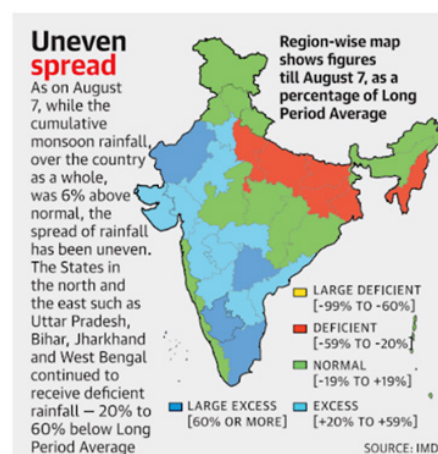 Uneven
spread
As on August
7, while the
cumulative
monsoon rainfall,
over the country
as a whole,
was 6% above
normal, the
spread of rainfall
has been uneven.
The States in
the north and
the east such as
Uttar Pradesh,
Bihar, Jharkhand
and West Bengal
continued to
receive deficient
rainfall — 20% to
60% below Long
Period Average
Region-wise map
shows figures
till August 7, as a
percentage of Long
Period Average
LARGE DEFICIENT
[-99% TO -60%]
DEFICIENT
[-59% TO -20%]
NORMAL
[-19% TO +19%]
LARGE EXCESS
[60% OR MORE]
EXCESS
[+20% TO +59%]
SOURCE: IMD